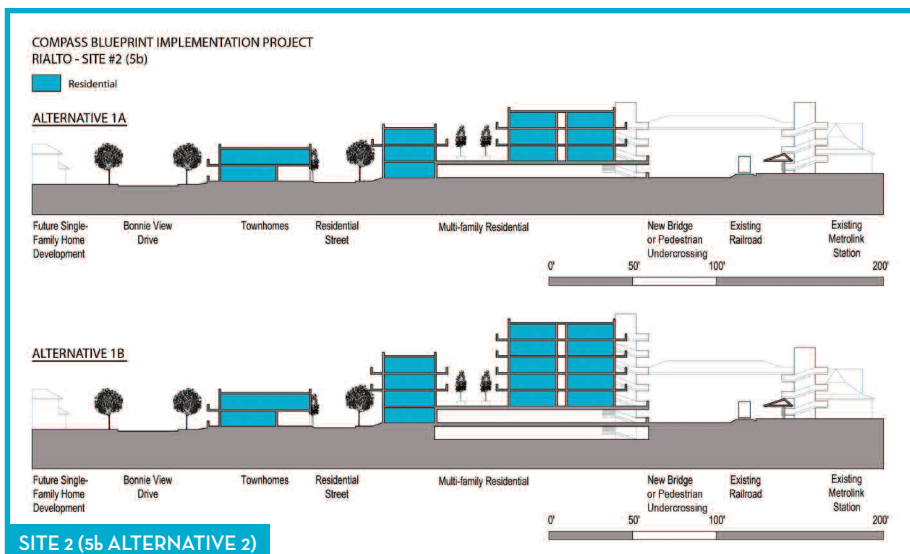 COMPASS BLUEPRINT IMPLEMENTATION PROJECT
RIALTO - SITE #2 (5b)
Residential
ALTERNATIVE 1A
Future Single-
Family Home
Development
Bonnie View
Drive
Townhomes
Residential
Street
Multi-family Residential
New Bridge
or Pedestrian
Undercrossing
Existing
Railroad
Existing
Metrolink
Station
0' 50' 100' 200'
ALTERNATIVE 1B
Future Single-
Family Home
Development
Bonnie View
Drive
Townhomes
Residential
Street
Multi-family Residential
New Bridge
or Pedestrian
Undercrossing
Existing
Railroad
Existing
Metrolink
Station
0' 50' 100' 200'
SITE 2 (5b ALTERNATIVE 2)